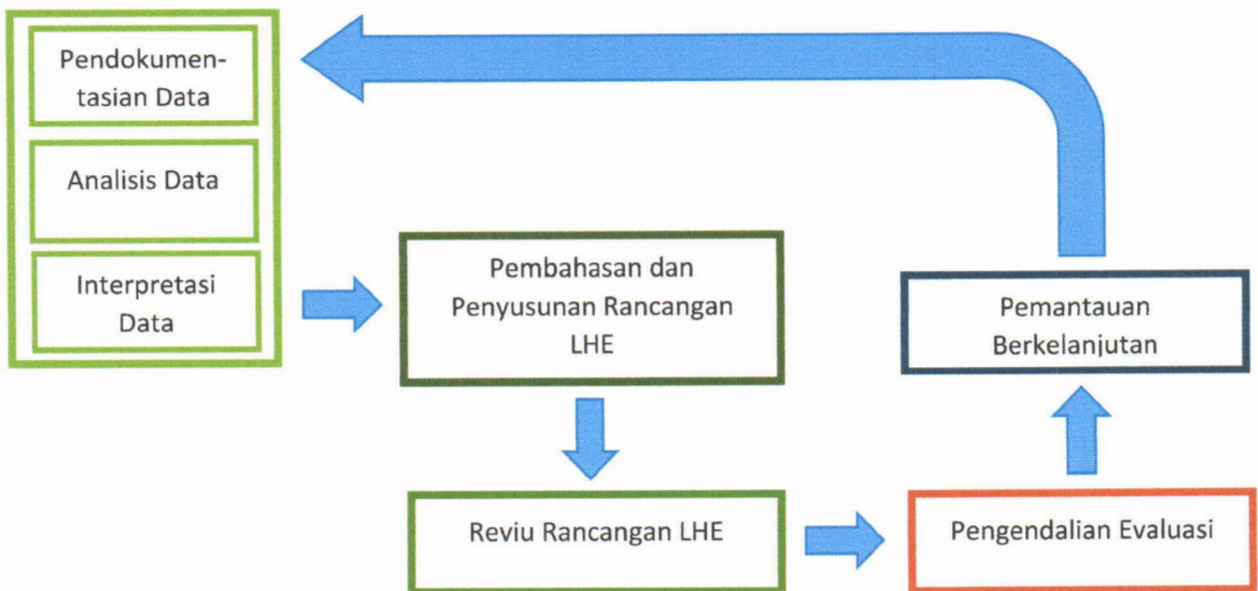 Pendokumen-
tasian Data
Analisis Data
Interpretasi
Data
Pembahasan dan
Penyusunan Rancangan
LHE
Reviu Rancangan LHE
Pengendalian Evaluasi
Pemantauan
Berkelanjutan